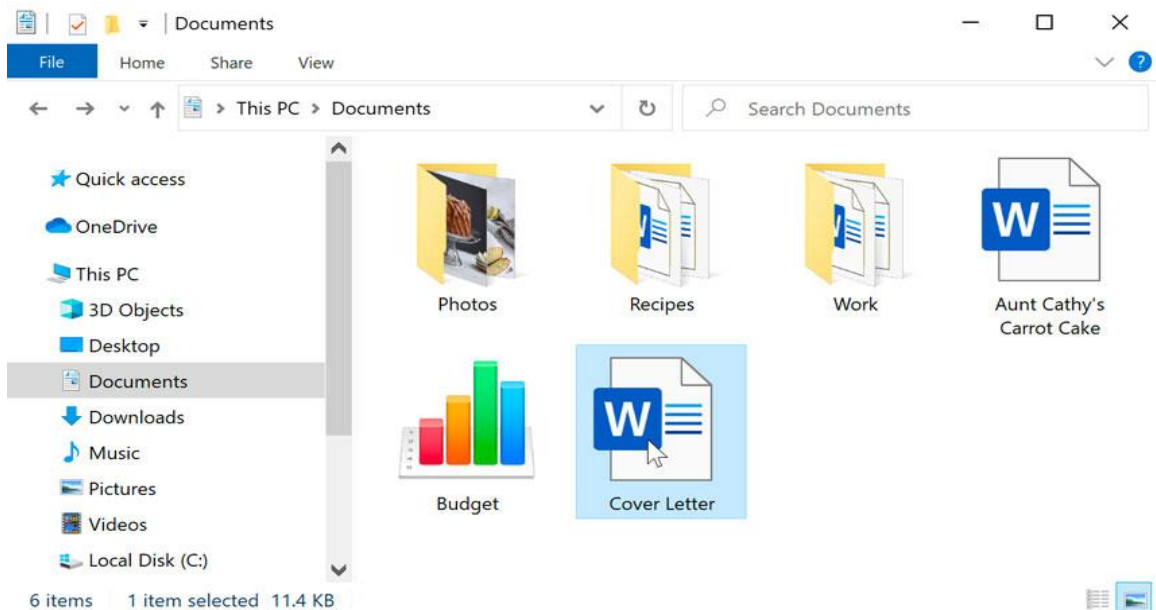 Documents
File Home Share View
This PC > Documents
Search Documents
Quick access
OneDrive
This PC
3D Objects
Desktop
Documents
Downloads
Music
Pictures
Videos
Local Disk (C:)
Photos
Recipes
Work
Aunt Cathy's
Carrot Cake
Budget
Cover Letter
6 items 1 item selected 11.4 KB